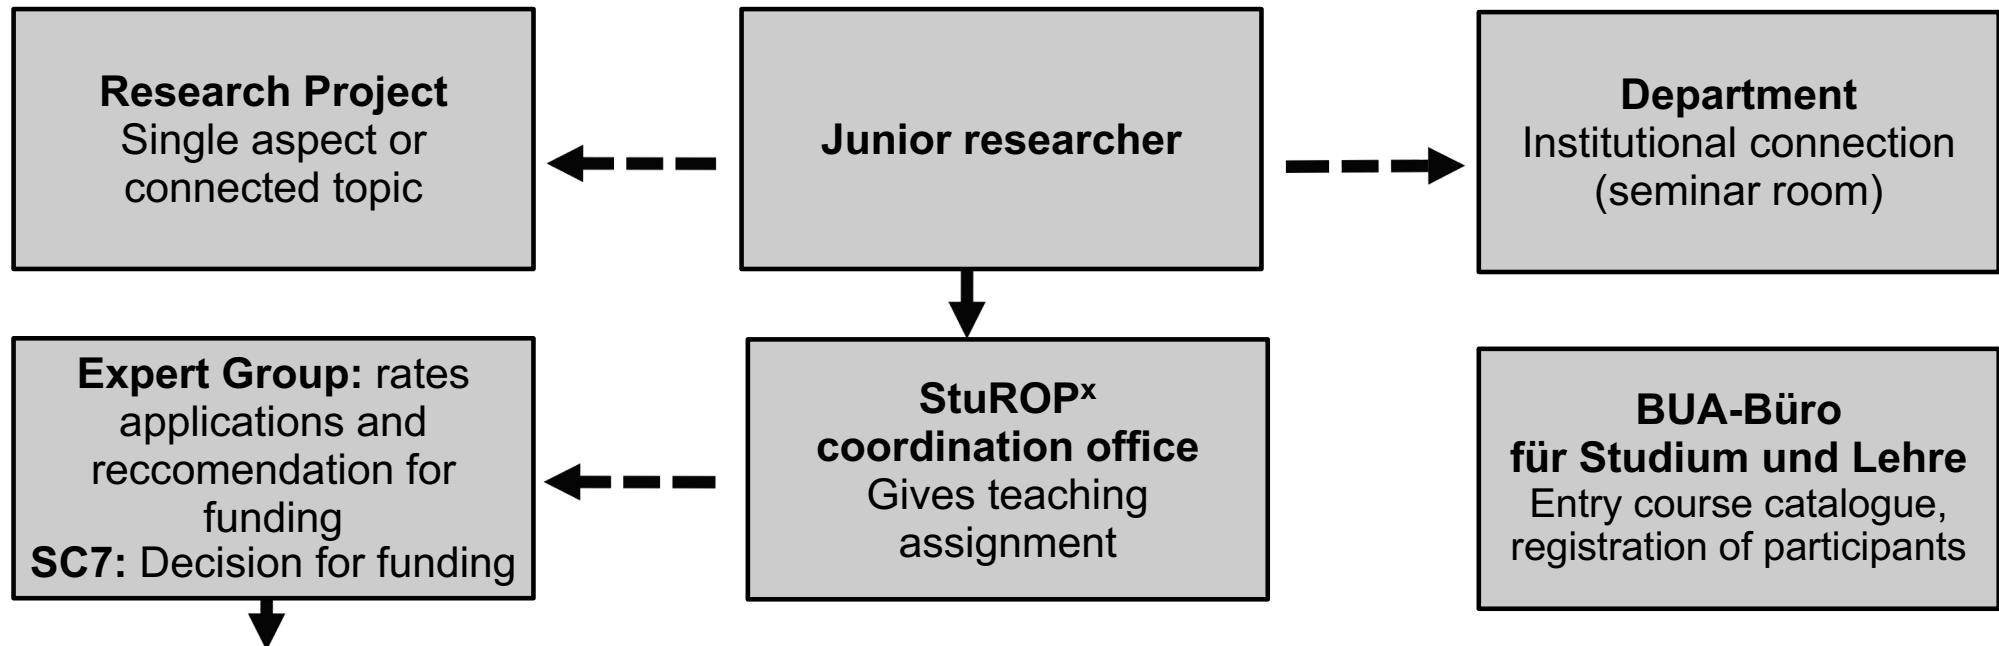 Research Project
Single aspect or
connected topic
Junior researcher
Department
Institutional connection
(seminar room)
Expert Group: rates
applications and
reccomendation for
funding
SC7: Decision for funding
StuROPˣ
coordination office
Gives teaching
assignment
BUA-Büro
für Studium und Lehre
Entry course catalogue,
registration of participants